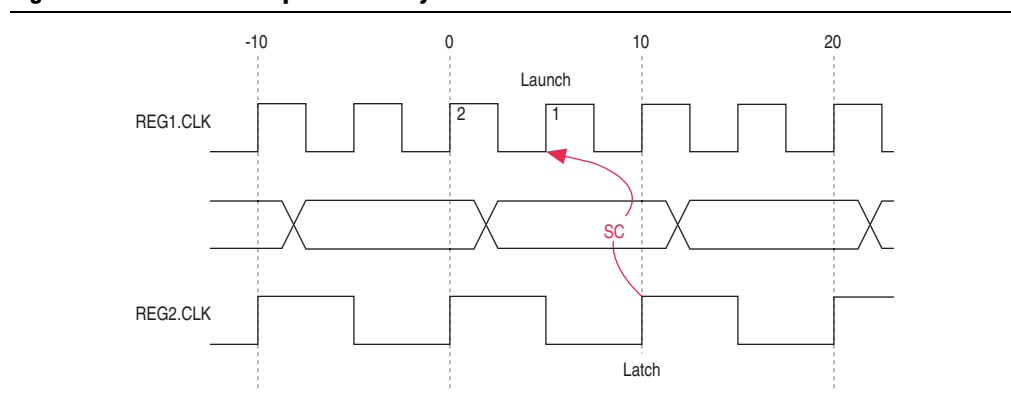 -10 0 10 20
Launch
REG1.CLK 2 1
SC
REG2.CLK
Latch